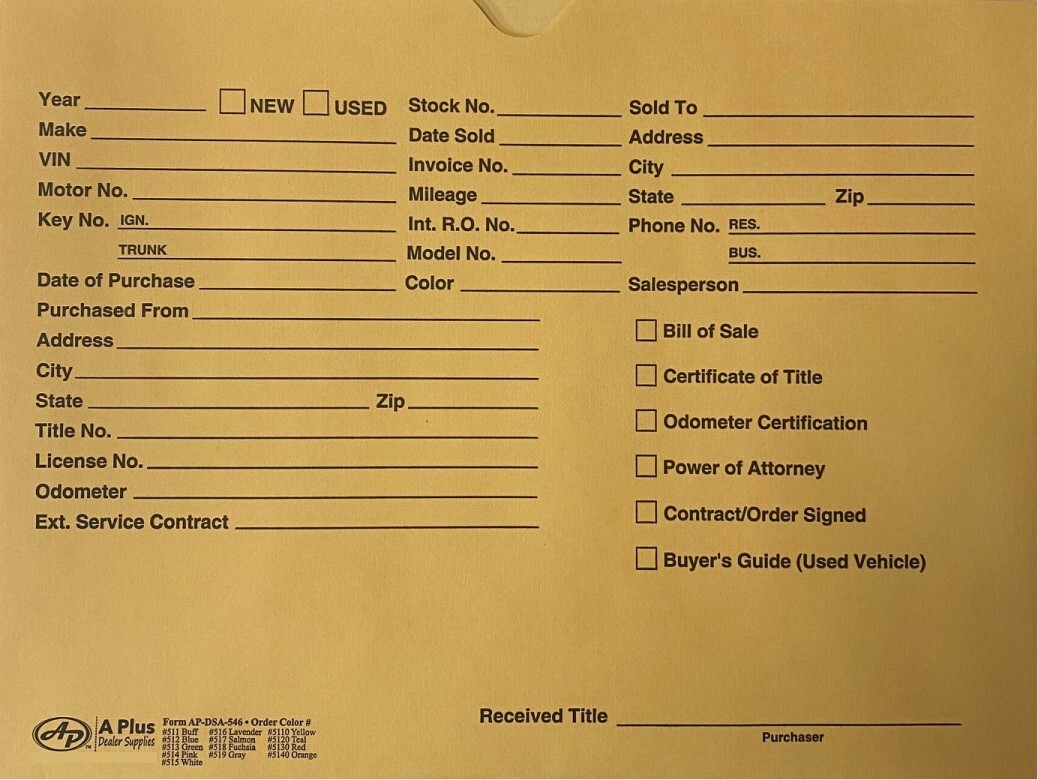 Year NEW USED Stock No. Sold To
Make Date Sold Address
VIN Invoice No. City
Motor No. Mileage State Zip
Key No. IGN. Int. R.O. No. Phone No. RES.
TRUNK Model No. BUS.
Date of Purchase Color Salesperson
Purchased From
Address
City
State Zip
Title No.
License No.
Odometer
Ext. Service Contract
Bill of Sale
Certificate of Title
Odometer Certification
Power of Attorney
Contract/Order Signed
Buyer's Guide (Used Vehicle)
Received Title
Purchaser
AP™ A Plus
Dealer Supplies
Form AP-DSA-546 • Order Color #
#511 Buff #516 Lavender #5110 Yellow
#512 Blue #517 Salmon #5120 Teal
#513 Green #518 Fuchsia #5130 Red
#514 Pink #519 Gray #5140 Orange
#515 White